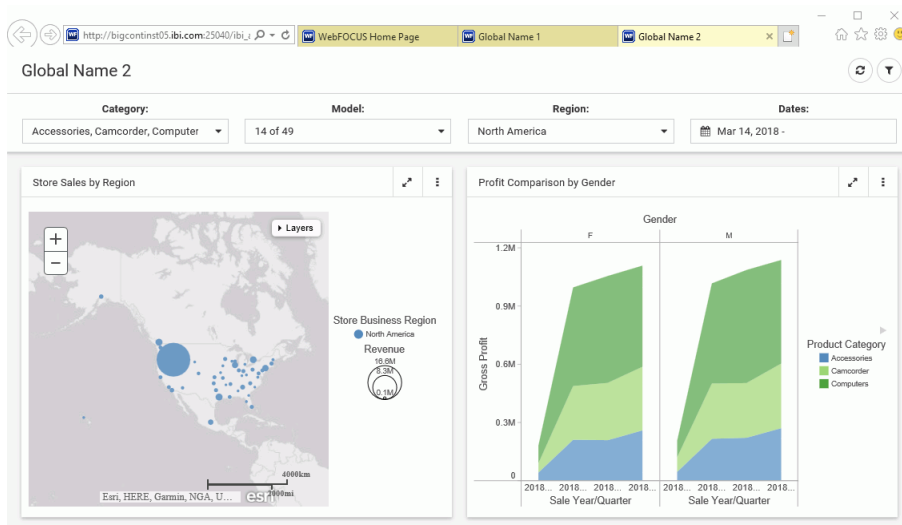 http://bigcontinst05.ibi.com:25040/ibi_a
WebFOCUS Home Page
Global Name 1
Global Name 2
Global Name 2
Category:
Model:
Region:
Dates:
Accessories, Camcorder, Computer
14 of 49
North America
Mar 14, 2018 -
Store Sales by Region
+
−
Layers
Store Business Region
North America
Revenue
16.6M
8.3M
0.1M
4000km
2000mi
Esri, HERE, Garmin, NGA, U...
esri
Profit Comparison by Gender
Gender
F
M
1.2M
0.9M
0.6M
0.3M
0
Gross Profit
2018... 2018... 2018... 2018...
2018... 2018... 2018... 2018...
Sale Year/Quarter
Sale Year/Quarter
Product Category
Accessories
Camcorder
Computers